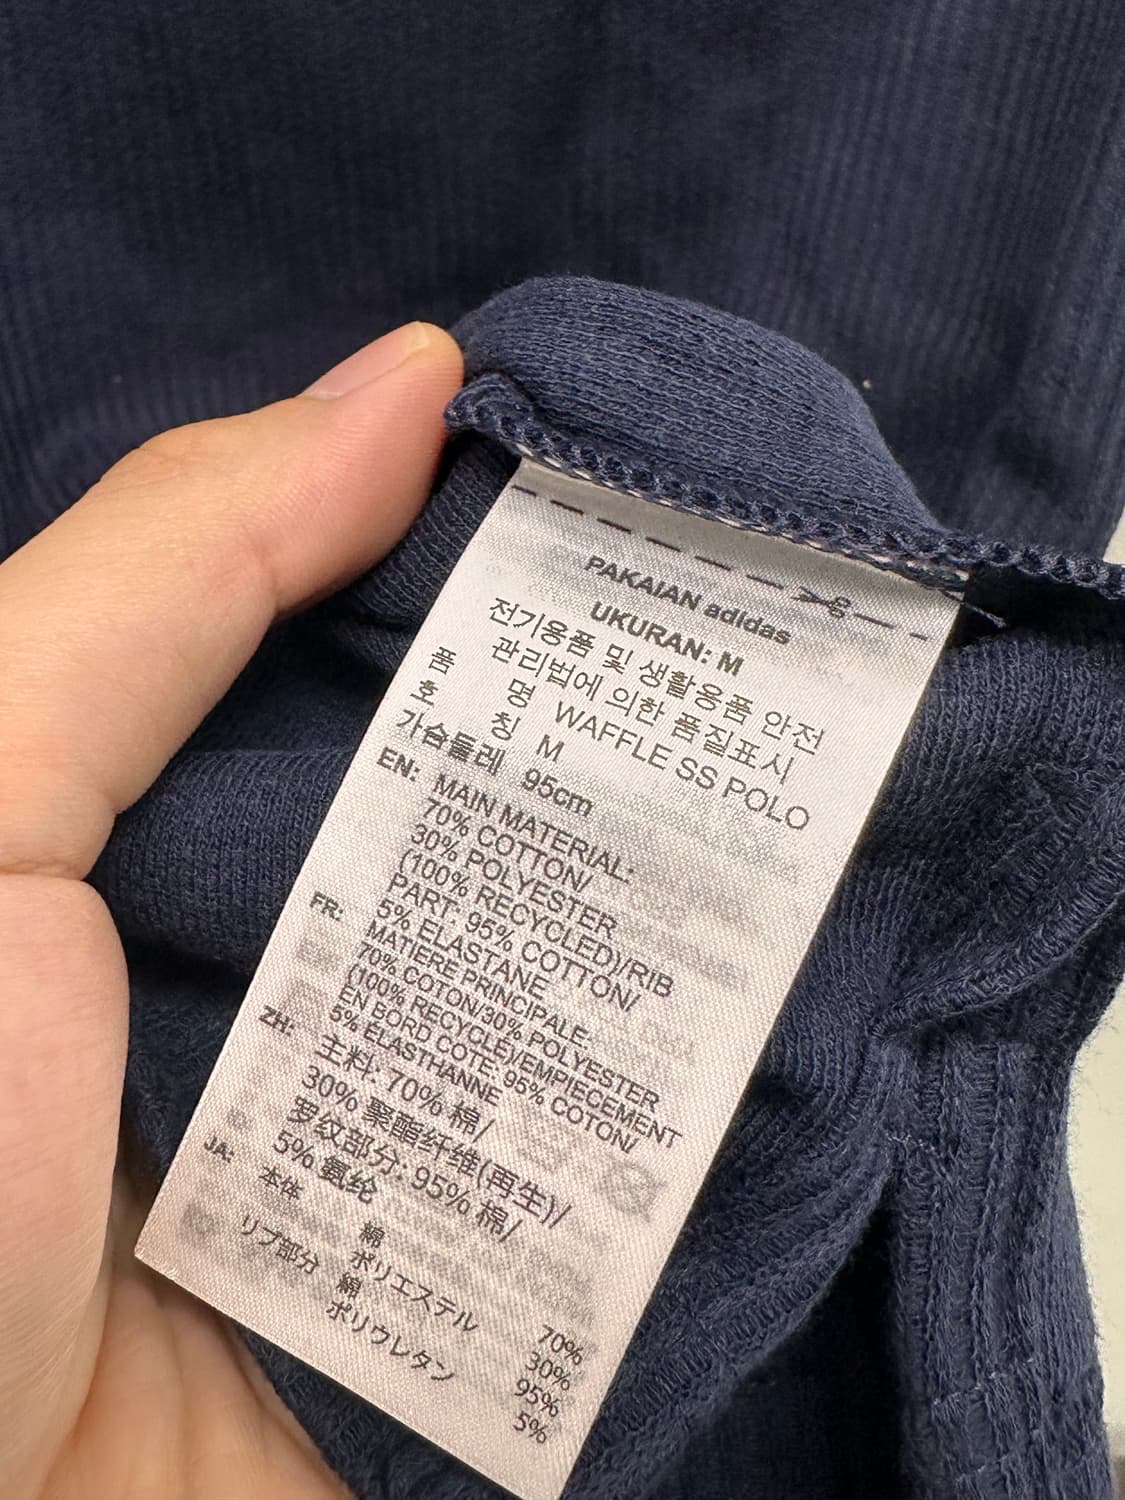 PAKAIAN adidas
UKURAN: M
전기용품 및 생활용품 안전
관리법에 의한 품질표시
품 명 WAFFLE SS POLO
호 칭 M
가슴둘레 95cm
EN: MAIN MATERIAL:
70% COTTON/
30% POLYESTER
(100% RECYCLED)/RIB
PART: 95% COTTON/
5% ELASTANE
FR: MATIERE PRINCIPALE:
70% COTON/30% POLYESTER
(100% RECYCLE)/EMPIECEMENT
EN BORD COTE: 95% COTON/
5% ÉLASTHANNE
ZH: 主料: 70% 棉/
30% 聚酯纤维(再生)/
罗纹部分: 95% 棉/
5% 氨纶
JA: 本体 綿 70%
ポリエステル 30%
リブ部分 綿 95%
ポリウレタン 5%